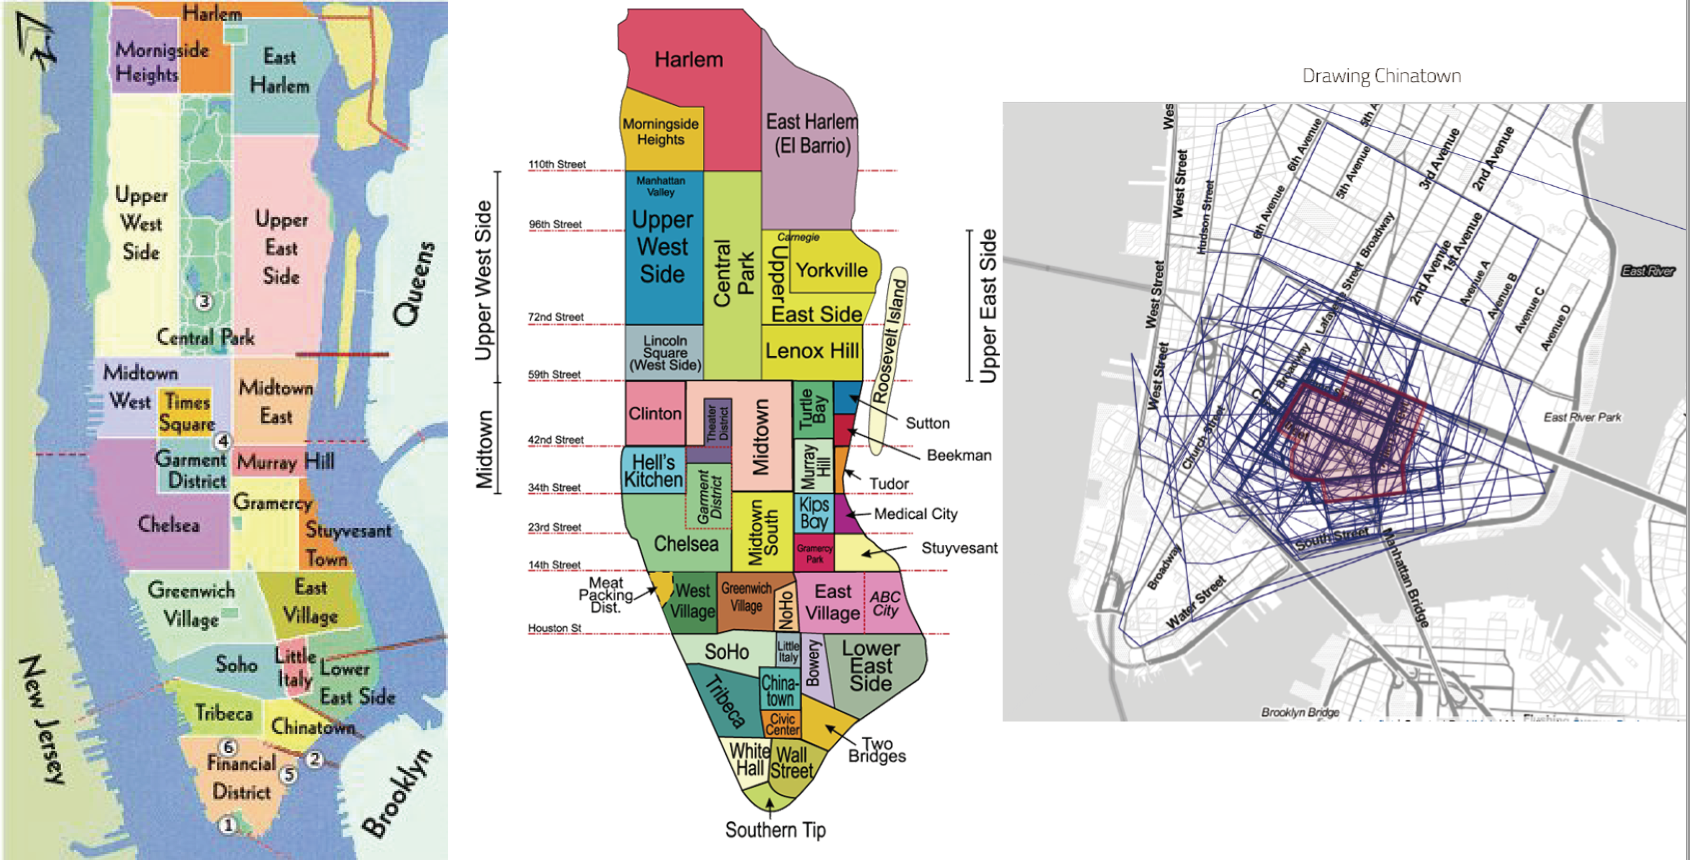 Harlem
Mornigside
Heights
East
Harlem
Upper
West
Side
Upper
East
Side
3
Central Park
Queens
Midtown
West
Times
Square
Midtown
East
4
Garment
District
Murray Hill
Chelsea
Gramercy
Stuyvesant
Town
Greenwich
Village
East
Village
Soho
Little
Italy
Lower
East Side
Tribeca
Chinatown
6
Financial
District
5
2
1
New Jersey
Brooklyn
Harlem
Morningside
Heights
East Harlem
(El Barrio)
110th Street
Manhattan
Valley
Upper
West
Side
96th Street
Central
Park
Carnegie
Upper
East Side
Yorkville
72nd Street
Lincoln
Square
(West Side)
Lenox Hill
59th Street
Upper West Side
Upper East Side
Roosevelt Island
Midtown
Clinton
Theater
District
Midtown
Turtle
Bay
Sutton
42nd Street
Beekman
Hell's
Kitchen
Garment
District
Murray
Hill
Tudor
34th Street
Chelsea
Midtown
South
Kips
Bay
Medical City
23rd Street
Gramercy
Park
Stuyvesant
14th Street
Meat
Packing
Dist.
West
Village
Greenwich
Village
NoHo
East
Village
ABC
City
Houston St
SoHo
Little
Italy
Bowery
Lower
East
Side
Tribeca
China-
town
Civic
Center
Two
Bridges
White
Hall
Wall
Street
Southern Tip
Drawing Chinatown
Wes
5th A
6th Avenue
5th Avenue
3rd Avenue
2nd Avenue
West Street
Hudson Street
6th Avenue
Broadway
1st Avenue
2nd Avenue
Avenue A
Avenue B
Avenue C
Avenue D
East River
West Street
Lafayette Street
West Street
Broadway
Church Street
East River Park
South Street
Manhattan Bridge
Broadway
Water Street
Brooklyn Bridge